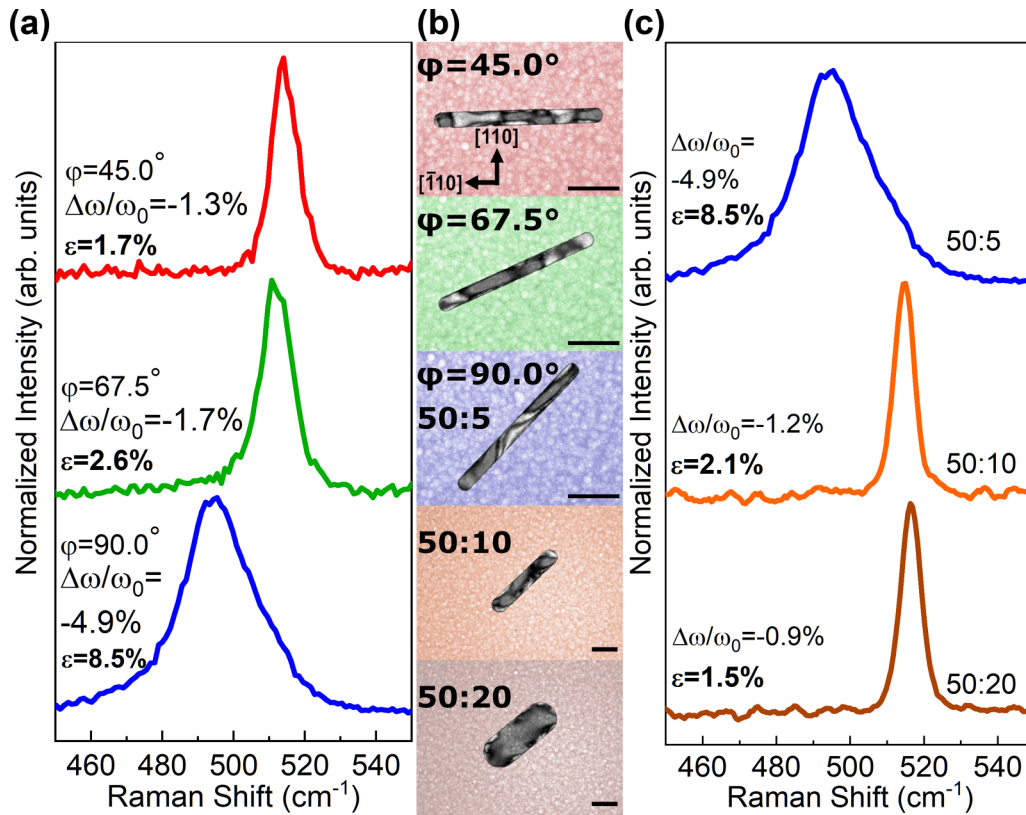 (a)
Normalized Intensity (arb. units)
φ=45.0°
Δω/ω₀=-1.3%
ε=1.7%
φ=67.5°
Δω/ω₀=-1.7%
ε=2.6%
φ=90.0°
Δω/ω₀=
-4.9%
ε=8.5%
460 480 500 520 540
Raman Shift (cm⁻¹)
(b)
φ=45.0°
[110]
[1̄10]
φ=67.5°
φ=90.0°
50:5
50:10
50:20
(c)
Normalized Intensity (arb. units)
Δω/ω₀=
-4.9%
ε=8.5%
50:5
Δω/ω₀=-1.2%
ε=2.1%
50:10
Δω/ω₀=-0.9%
ε=1.5%
50:20
460 480 500 520 540
Raman Shift (cm⁻¹)